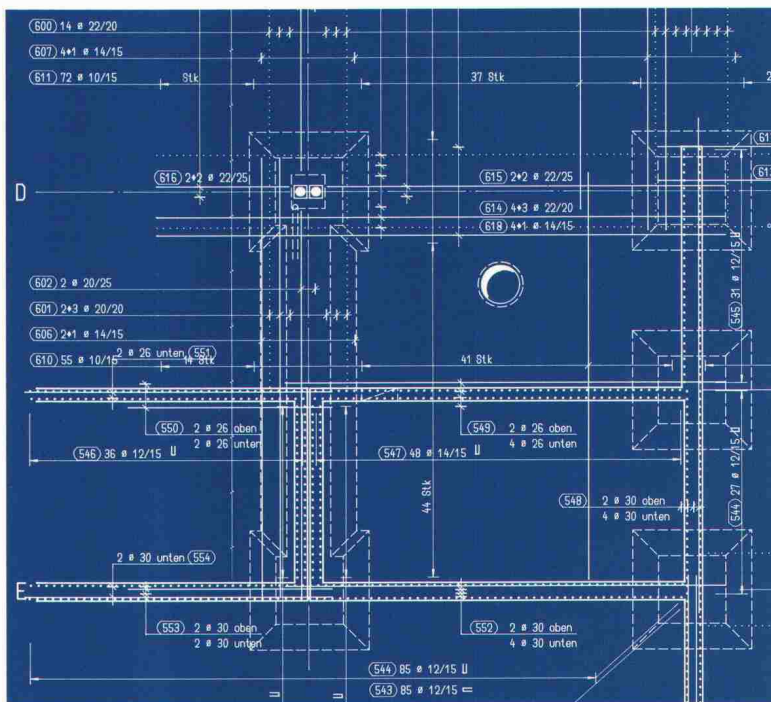 (600) 14 ø 22/20
(607) 4+1 ø 14/15
(611) 72 ø 10/15
Stk
37 Stk
(616) 2+2 ø 22/25
(615) 2+2 ø 22/25
D
(614) 4+3 ø 22/20
(618) 4+1 ø 14/15
(602) 2 ø 20/25
(601) 2+3 ø 20/20
(606) 2+1 ø 14/15
2 ø 26 unten (551)
(610) 55 ø 10/15
14 Stk
41 Stk
(545) 31 ø 12/15
(550) 2 ø 26 oben
2 ø 26 unten
(549) 2 ø 26 oben
4 ø 26 unten
(546) 36 ø 12/15
(547) 48 ø 14/15
44 Stk
(548) 2 ø 30 oben
4 ø 30 unten
(544) 27 ø 12/15
2 ø 30 unten (554)
E
(553) 2 ø 30 oben
2 ø 30 unten
(552) 2 ø 30 oben
4 ø 30 unten
(544) 85 ø 12/15
(543) 85 ø 12/15